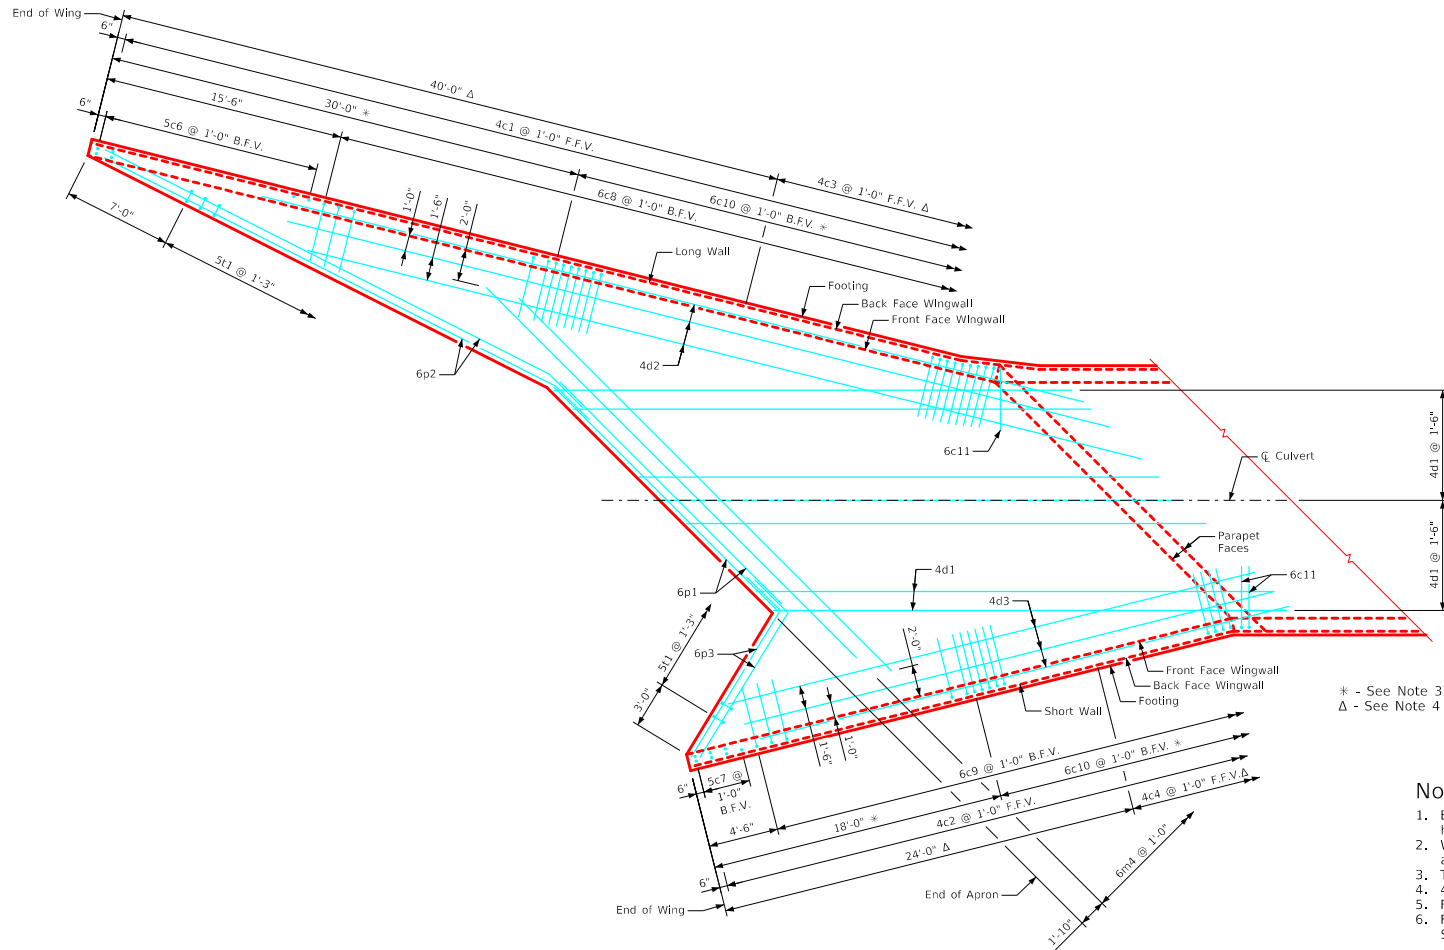 End of Wing
6"
40'-0" Δ
15'-6"
30'-0" *
4c1 @ 1'-0" F.F.V.
6"
5c6 @ 1'-0" B.F.V.
4c3 @ 1'-0" F.F.V. Δ
6c10 @ 1'-0" B.F.V. *
6c8 @ 1'-0" B.F.V.
1'-0"
1'-6"
2'-0"
7'-0"
5t1 @ 1'-3"
Long Wall
Footing
Back Face WIngwall
Front Face WIngwall
4d2
6p2
6c11
4d1 @ 1'-6"
℄ Culvert
Parapet
Faces
4d1 @ 1'-6"
6c11
4d1
6p1
4d3
5t1 @ 1'-3"
6p3
2'-0"
3'-0"
Front Face Wingwall
Back Face Wingwall
Footing
Short Wall
* - See Note 3
Δ - See Note 4
1'-6"
1'-0"
6"
5c7 @
1'-0"
B.F.V.
6c9 @ 1'-0" B.F.V.
6c10 @ 1'-0" B.F.V. *
4'-6"
18'-0" *
4c2 @ 1'-0" F.F.V.
4c4 @ 1'-0" F.F.V.Δ
24'-0" Δ
6"
End of Wing
End of Apron
6m4 @ 1'-0"
1'-10"
No
1.
2.
3.
4.
5.
6.